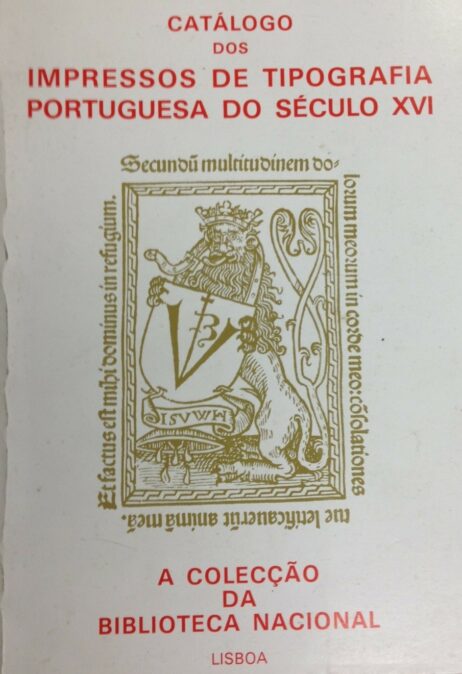 CATÁLOGO
DOS
IMPRESSOS DE TIPOGRAFIA
PORTUGUESA DO SÉCULO XVI
Secundũ multitudinem do-
lorum meorum in corde meo: cõsolationes
tue letificauerũt animã meã.
Et factus est mihi dominus in refugium.
A COLECÇÃO
DA
BIBLIOTECA NACIONAL
LISBOA